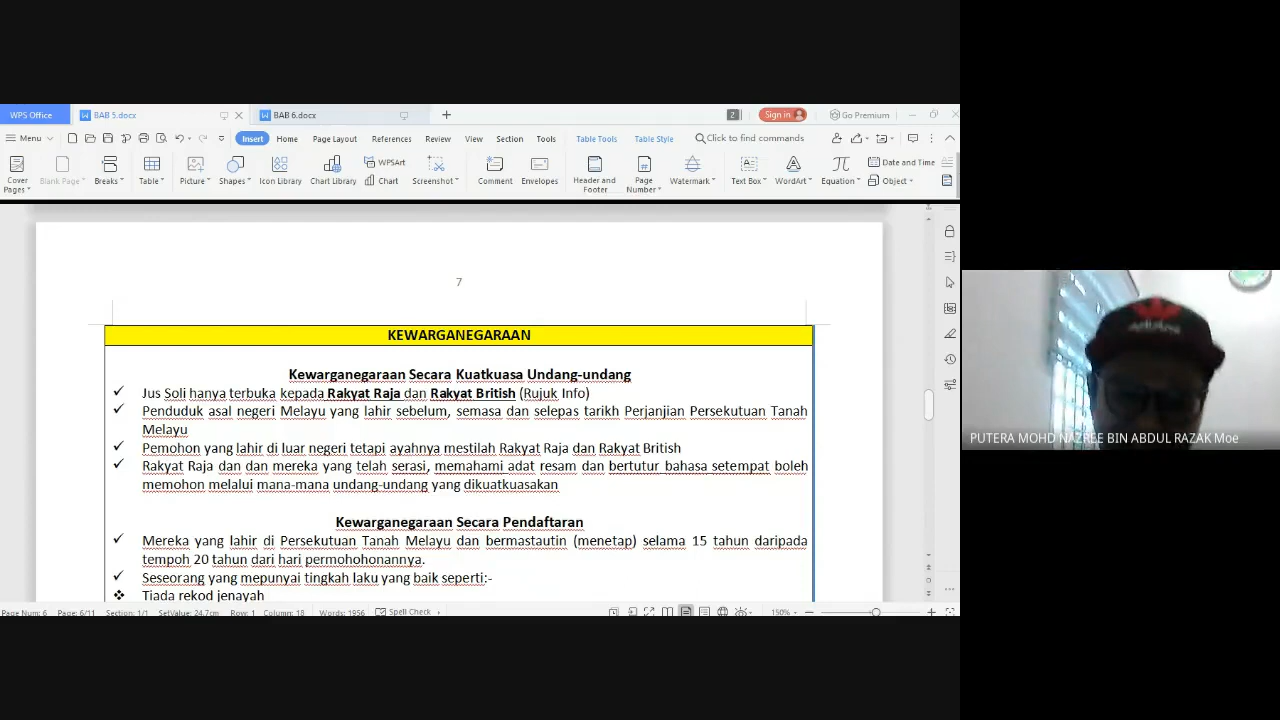 WPS Office BAB 5.docx BAB 6.docx + 2 Sign in Go Premium
Menu Insert Home Page Layout References Review View Section Tools Table Tools Table Style Click to find commands
Cover Pages Blank Page Breaks Table Picture Shapes Icon Library Chart Library WPSArt Chart Screenshot Comment Envelopes Header and Footer Page Number Watermark Text Box WordArt Equation Date and Time Object
7
KEWARGANEGARAAN
Kewarganegaraan Secara Kuatkuasa Undang-undang
✓ Jus Soli hanya terbuka kepada Rakyat Raja dan Rakyat British (Rujuk Info)
✓ Penduduk asal negeri Melayu yang lahir sebelum, semasa dan selepas tarikh Perjanjian Persekutuan Tanah
Melayu
✓ Pemohon yang lahir di luar negeri tetapi ayahnya mestilah Rakyat Raja dan Rakyat British
✓ Rakyat Raja dan dan mereka yang telah serasi, memahami adat resam dan bertutur bahasa setempat boleh
memohon melalui mana-mana undang-undang yang dikuatkuasakan
Kewarganegaraan Secara Pendaftaran
✓ Mereka yang lahir di Persekutuan Tanah Melayu dan bermastautin (menetap) selama 15 tahun daripada
tempoh 20 tahun dari hari permohohonannya.
✓ Seseorang yang mepunyai tingkah laku yang baik seperti:-
❖ Tiada rekod jenayah
Page Num: 6 Page: 6/11 Section: 1/1 SetValue: 24.7cm Row: 1 Column: 18 Words: 1956 Spell Check 150%
adidas
PUTERA MOHD NAZREE BIN ABDUL RAZAK Moe